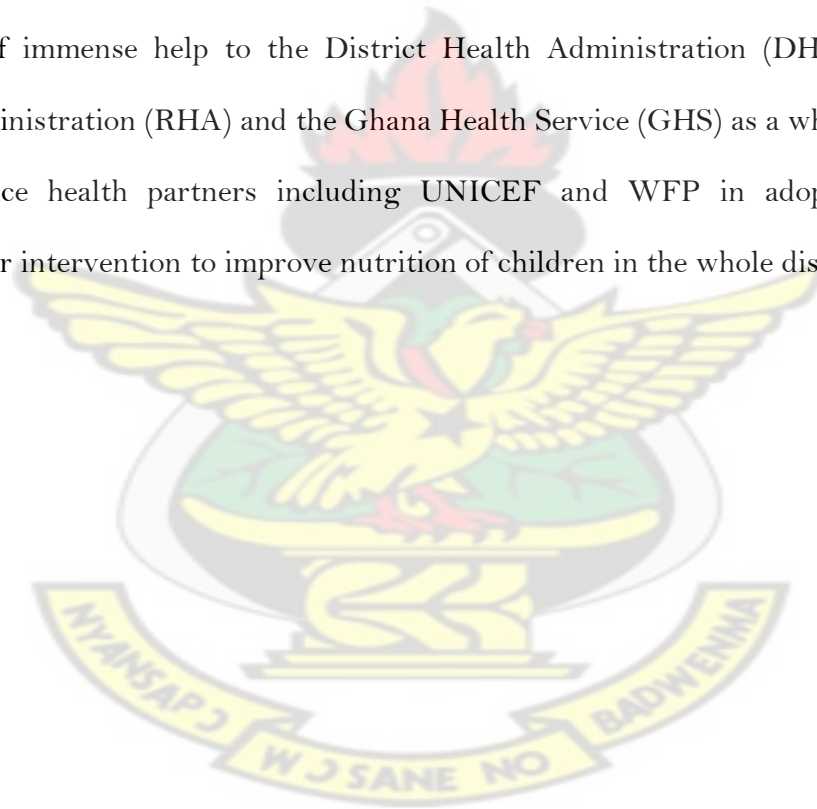 f immense help to the District Health Administration (DH
inistration (RHA) and the Ghana Health Service (GHS) as a wh
ce health partners including UNICEF and WFP in adop
r intervention to improve nutrition of children in the whole dis
NYANSAPƆ
WƆ SANE NO
BADWENMA